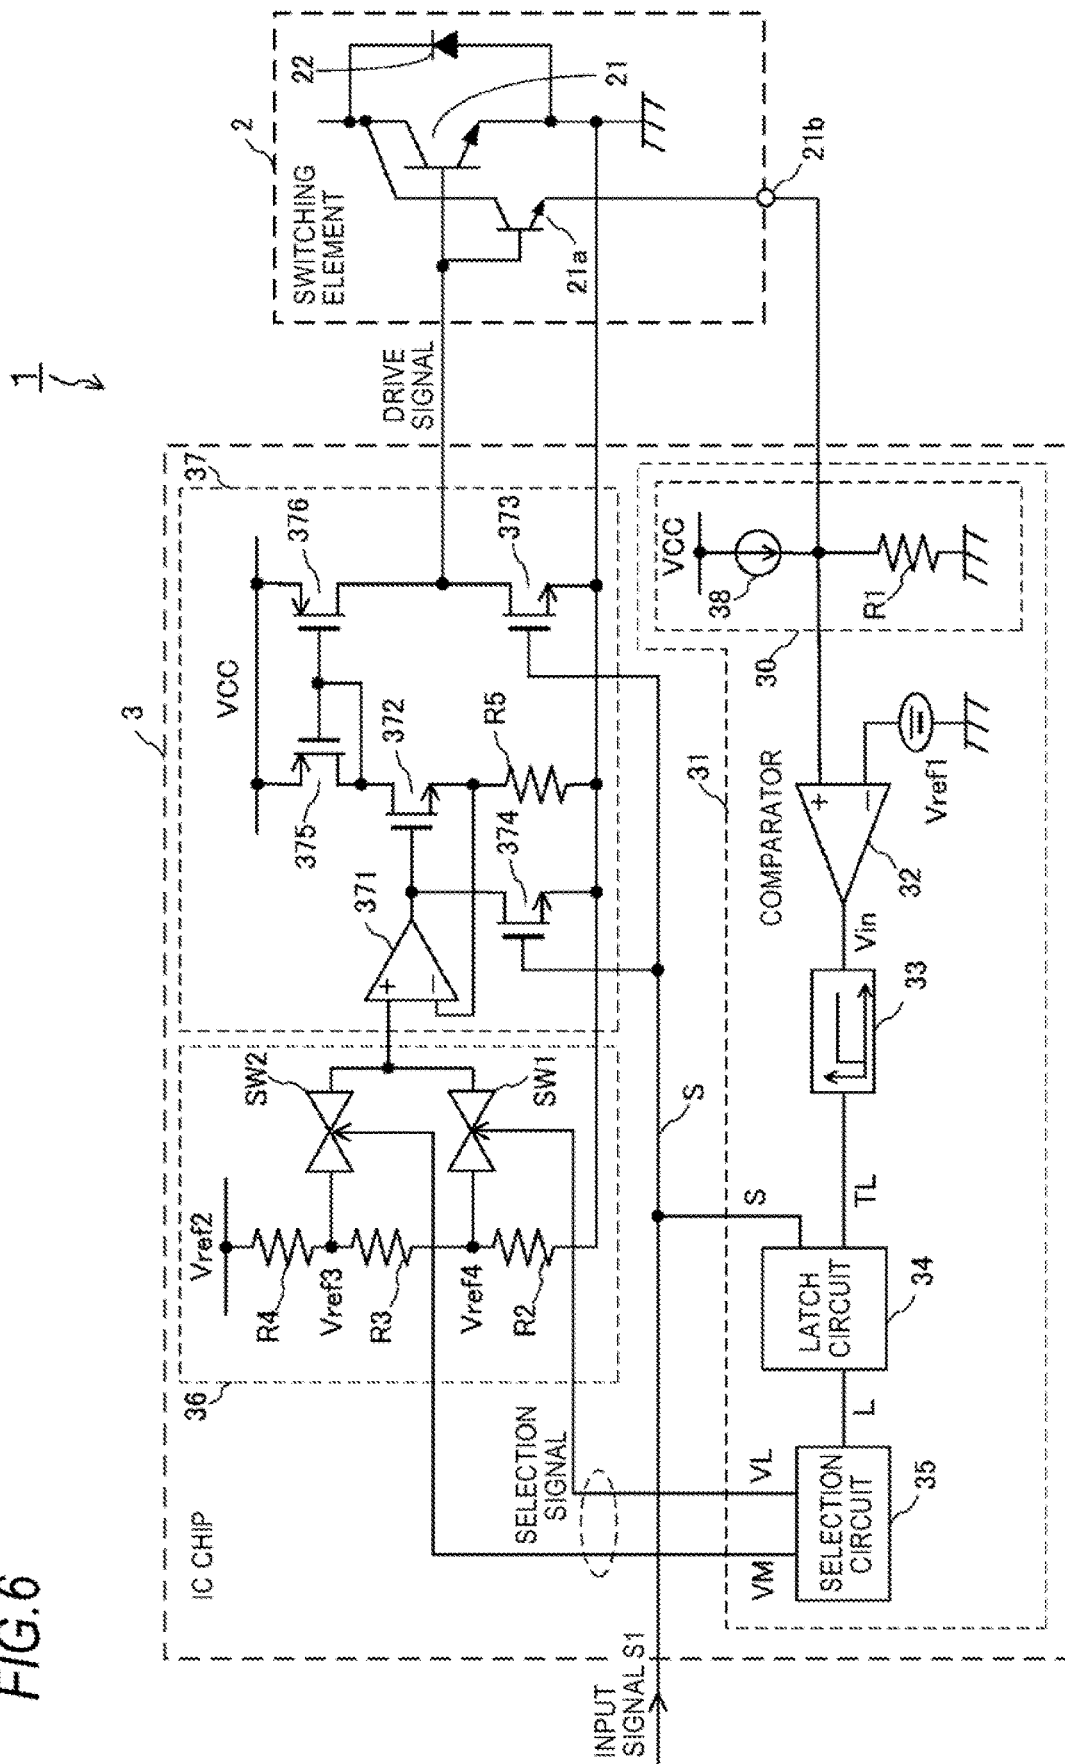 FIG.6
1
3
IC CHIP
36
Vref2
R4
Vref3
R3
Vref4
R2
SW2
SW1
SELECTION
SIGNAL
37
VCC
375
376
371
372
R5
374
373
DRIVE
SIGNAL
2
SWITCHING
ELEMENT
22
21
21a
21b
INPUT
SIGNAL S1
S
31
VM
VL
SELECTION
CIRCUIT
35
L
LATCH
CIRCUIT
34
S
TL
33
Vin
COMPARATOR
32
+
−
+
−
Vref1
30
VCC
38
R1